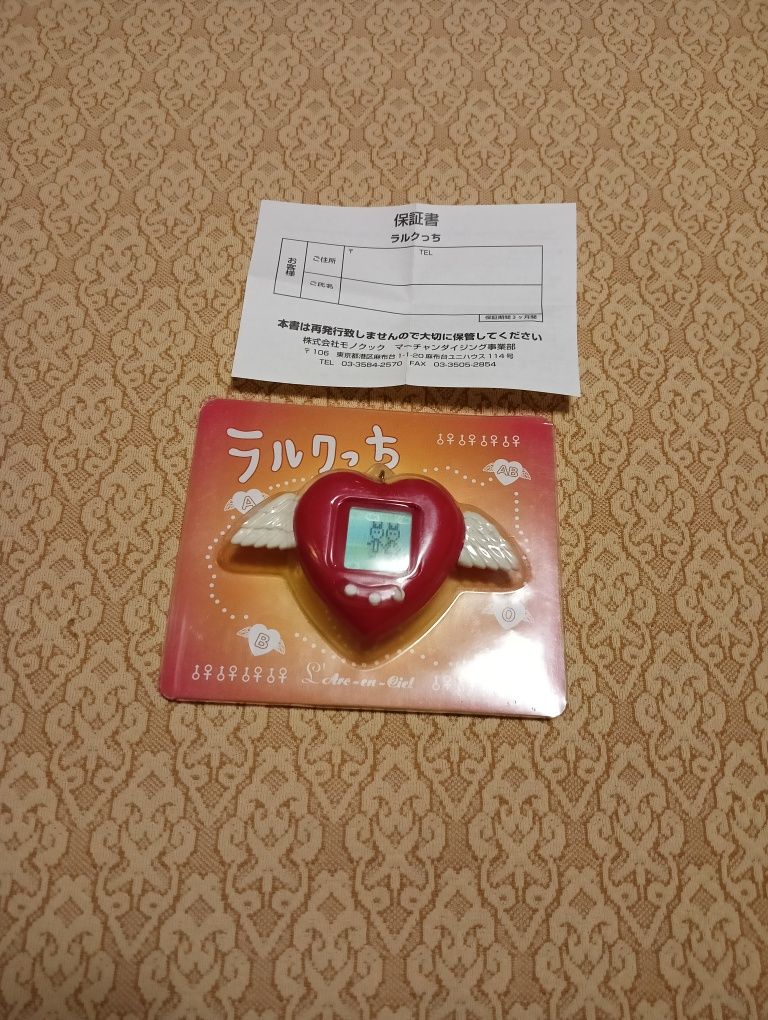 保証書
ラルクっち
お客様
ご住所
〒
TEL
ご氏名
保証期間3ヶ月間
本書は再発行致しませんので大切に保管してください
株式会社モノクック マーチャンダイジング事業部
〒106 東京都港区麻布台1-1-20麻布台ユニハウス114号
TEL 03-3584-2570 FAX 03-3505-2854
ラルクっち
A
AB
B
O
L'Arc-en-Ciel